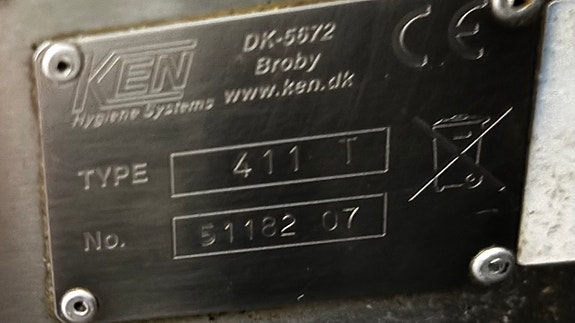 KEN
Hygiene Systems
DK-5672
Broby
www.ken.dk
CE
TYPE 411 T
No. 51182 07